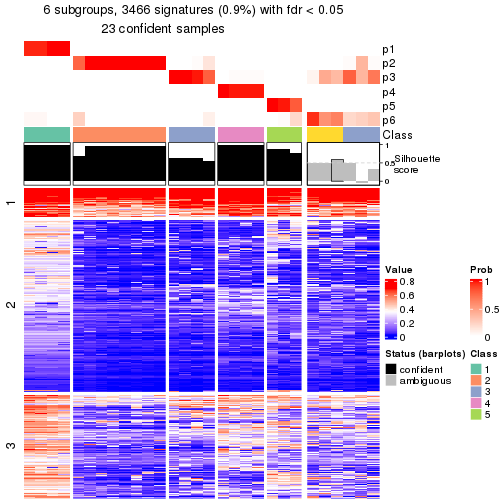 6 subgroups, 3466 signatures (0.9%) with fdr < 0.05
23 confident samples
p1
p2
p3
p4
p5
p6
Class
1
0.5
0
Silhouette
score
1
2
3
Value
0.8
0.6
0.4
0.2
0
Prob
1
0.5
0
Status (barplots)
confident
ambiguous
Class
1
2
3
4
5